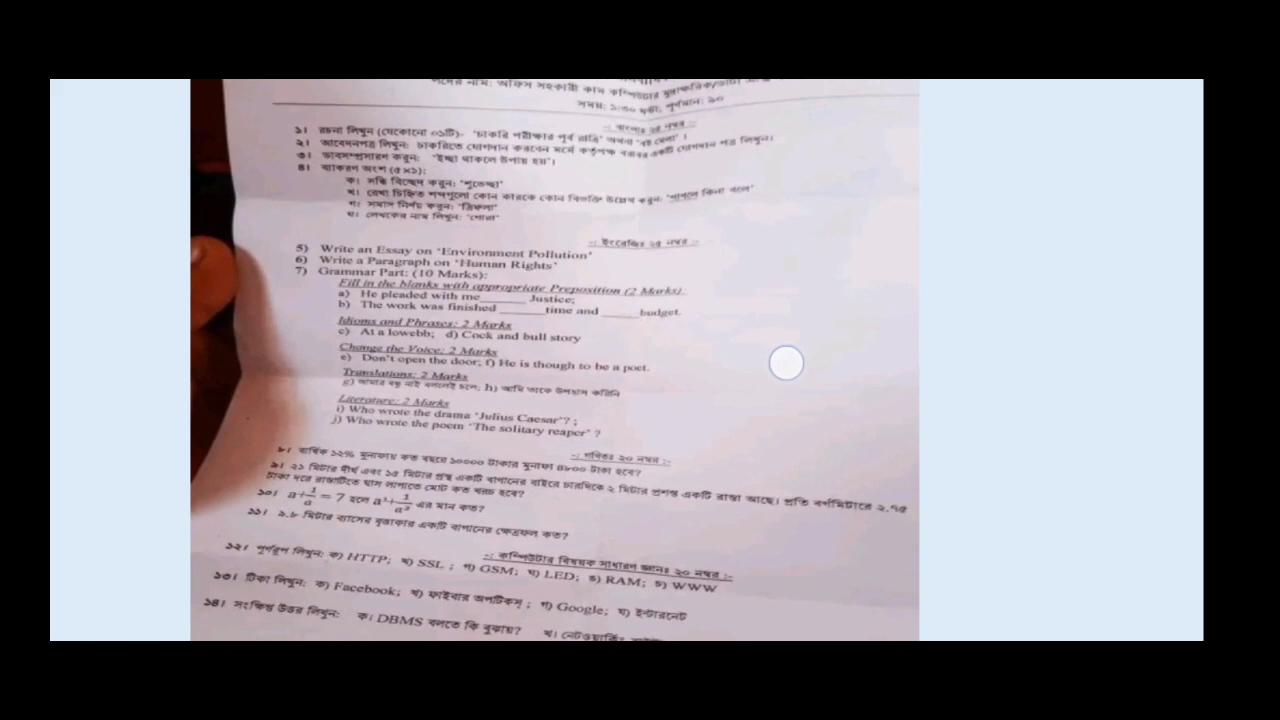 পদের নাম: অফিস সহকারী কাম কম্পিউটার মুদ্রাক্ষরিক/ডাটা
সময়: ১:৩০ ঘন্টা, পূর্ণমান: ৯০
-: বাংলাঃ ২৫ নম্বর :-
১। রচনা লিখুন (যেকোনো ০১টি)- 'চাকরি পরীক্ষার পূর্ব রাত্রি' অথবা 'বই মেলা' ।
২। আবেদনপত্র লিখুন: চাকরিতে যোগদান করবেন মর্মে কর্তৃপক্ষ বরাবর একটি যোগদান পত্র লিখুন।
৩। ভাবসম্প্রসারণ করুন: 'ইচ্ছা থাকলে উপায় হয়'।
৪। ব্যাকরণ অংশ (৫×১):
ক। সন্ধি বিচ্ছেদ করুন: 'শুভেচ্ছা'
খ। রেখা চিহ্নিত শব্দগুলো কোন কারকে কোন বিভক্তি উল্লেখ করুন: 'পাগলে কিনা বলে'
গ। সমাস নির্ণয় করুন: 'ত্রিফলা'
ঘ। লেখকের নাম লিখুন: 'গোরা'
-: ইংরেজিঃ ২৫ নম্বর :-
5) Write an Essay on 'Environment Pollution'
6) Write a Paragraph on 'Human Rights'
7) Grammar Part: (10 Marks):
Fill in the blanks with appropriate Preposition (2 Marks):
a) He pleaded with me_______ Justice;
b) The work was finished _______time and ______budget.
Idioms and Phrases: 2 Marks
c) At a lowebb; d) Cock and bull story
Change the Voice: 2 Marks
e) Don't open the door; f) He is though to be a poet.
Translations: 2 Marks
g) আমার বন্ধু নাই বললেই চলে; h) আমি তাকে উপহাস করিনি
Literature: 2 Marks
i) Who wrote the drama 'Julius Caesar'? ;
j) Who wrote the poem 'The solitary reaper' ?
-: গণিতঃ ২০ নম্বর :-
৮। বার্ষিক ১২% মুনাফায় কত বছরে ১০০০০ টাকার মুনাফা ৪৮০০ টাকা হবে?
৯। ২১ মিটার দীর্ঘ এবং ১৫ মিটার প্রস্থ একটি বাগানের বাইরে চারদিকে ২ মিটার প্রশস্ত একটি রাস্তা আছে। প্রতি বর্গমিটারে ২.৭৫
টাকা দরে রাস্তাটিতে ঘাস লাগাতে মোট কত খরচ হবে?
১০। a+1/a = 7 হলে a³+1/a³ এর মান কত?
১১। ৯.৮ মিটার ব্যাসের বৃত্তাকার একটি বাগানের ক্ষেত্রফল কত?
-: কম্পিউটার বিষয়ক সাধারণ জ্ঞানঃ ২০ নম্বর :-
১২। পূর্ণরূপ লিখুন: ক) HTTP; খ) SSL ; গ) GSM; ঘ) LED; ঙ) RAM; চ) WWW
১৩। টিকা লিখুন: ক) Facebook; খ) ফাইবার অপটিকস্ ; গ) Google; ঘ) ইন্টারনেট
১৪। সংক্ষিপ্ত উত্তর লিখুন: ক। DBMS বলতে কি বুঝায়? খ। নেটওয়ার্কিং